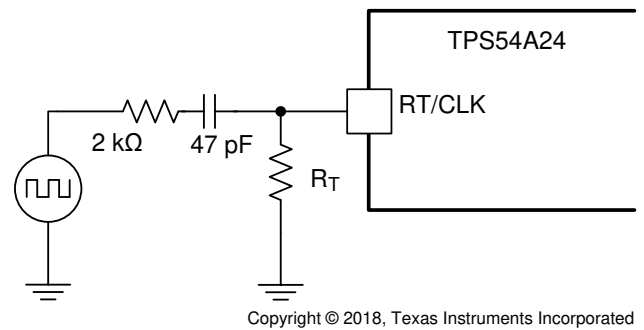 TPS54A24
RT/CLK
2 kΩ
47 pF
RT
Copyright © 2018, Texas Instruments Incorporated